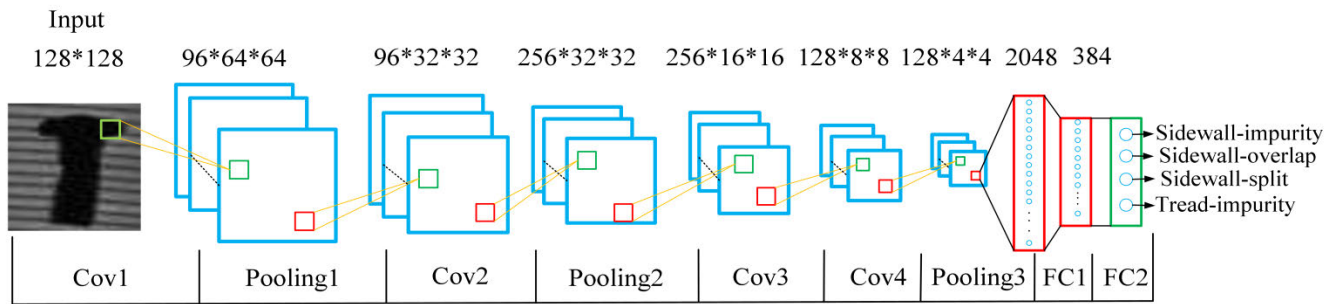 Input
128*128 96*64*64 96*32*32 256*32*32 256*16*16 128*8*8 128*4*4 2048 384
Sidewall-impurity
Sidewall-overlap
Sidewall-split
Tread-impurity
Cov1 Pooling1 Cov2 Pooling2 Cov3 Cov4 Pooling3 FC1 FC2